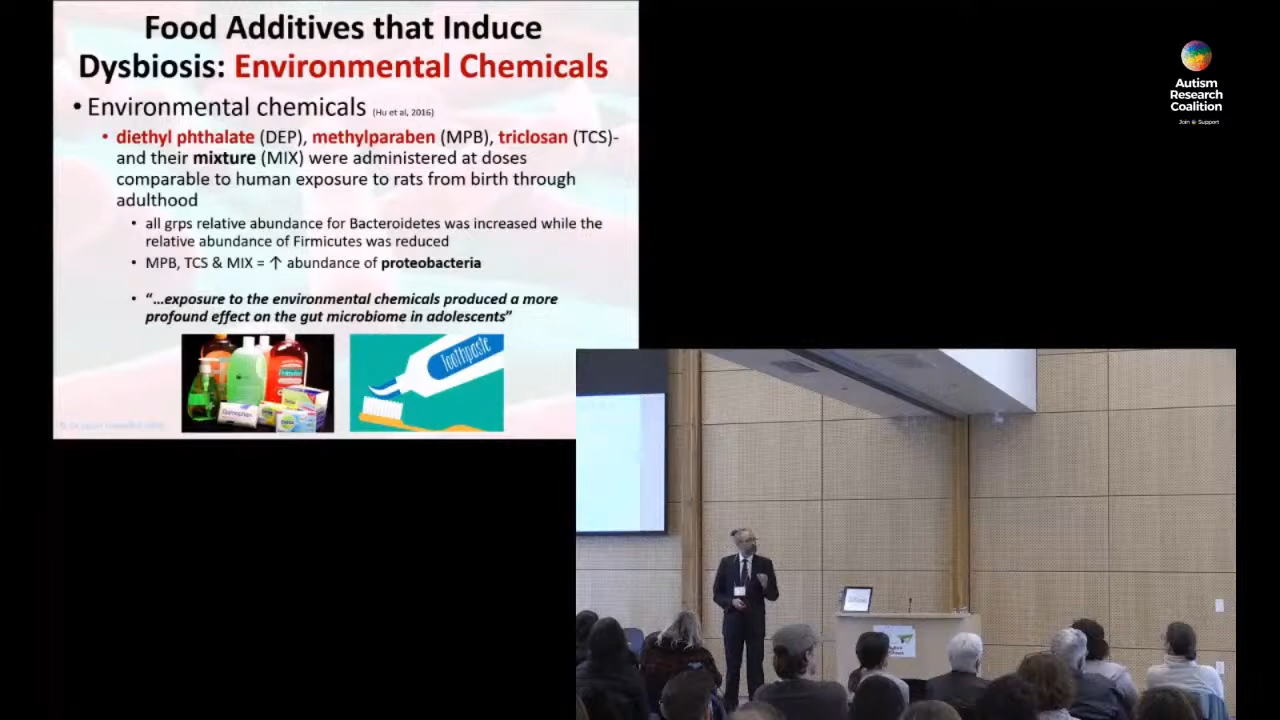 Food Additives that Induce
Dysbiosis: Environmental Chemicals
• Environmental chemicals (Hu et al, 2016)
• diethyl phthalate (DEP), methylparaben (MPB), triclosan (TCS)-
and their mixture (MIX) were administered at doses
comparable to human exposure to rats from birth through
adulthood
• all grps relative abundance for Bacteroidetes was increased while the
relative abundance of Firmicutes was reduced
• MPB, TCS & MIX = ↑ abundance of proteobacteria
• “…exposure to the environmental chemicals produced a more
profound effect on the gut microbiome in adolescents”
Toothpaste
Autism
Research
Coalition
Join & Support